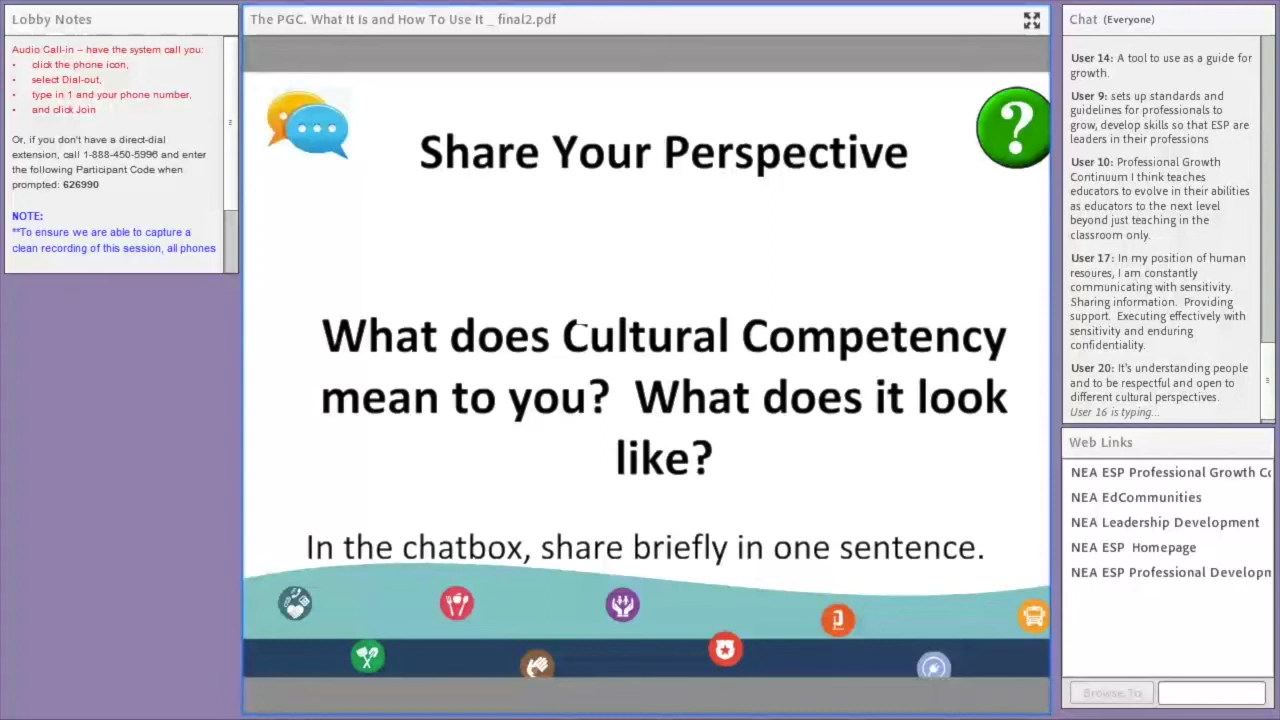 Lobby Notes
Audio Call-in – have the system call you:
• click the phone icon,
• select Dial-out,
• type in 1 and your phone number,
• and click Join
Or, if you don't have a direct-dial
extension, call 1-888-450-5996 and enter
the following Participant Code when
prompted: 626990
NOTE:
**To ensure we are able to capture a
clean recording of this session, all phones
The PGC. What It Is and How To Use It _ final2.pdf
Share Your Perspective
?
What does Cultural Competency
mean to you? What does it look
like?
In the chatbox, share briefly in one sentence.
Chat (Everyone)
User 14: A tool to use as a guide for
growth.
User 9: sets up standards and
guidelines for professionals to
grow, develop skills so that ESP are
leaders in their professions
User 10: Professional Growth
Continuum I think teaches
educators to evolve in their abilities
as educators to the next level
beyond just teaching in the
classroom only.
User 17: In my position of human
resoures, I am constantly
communicating with sensitivity.
Sharing information. Providing
support. Executing effectively with
sensitivity and enduring
confidentiality.
User 20: It's understanding people
and to be respectful and open to
different cultural perspectives.
User 16 is typing...
Web Links
NEA ESP Professional Growth Co
NEA EdCommunities
NEA Leadership Development
NEA ESP Homepage
NEA ESP Professional Developn
Browse To